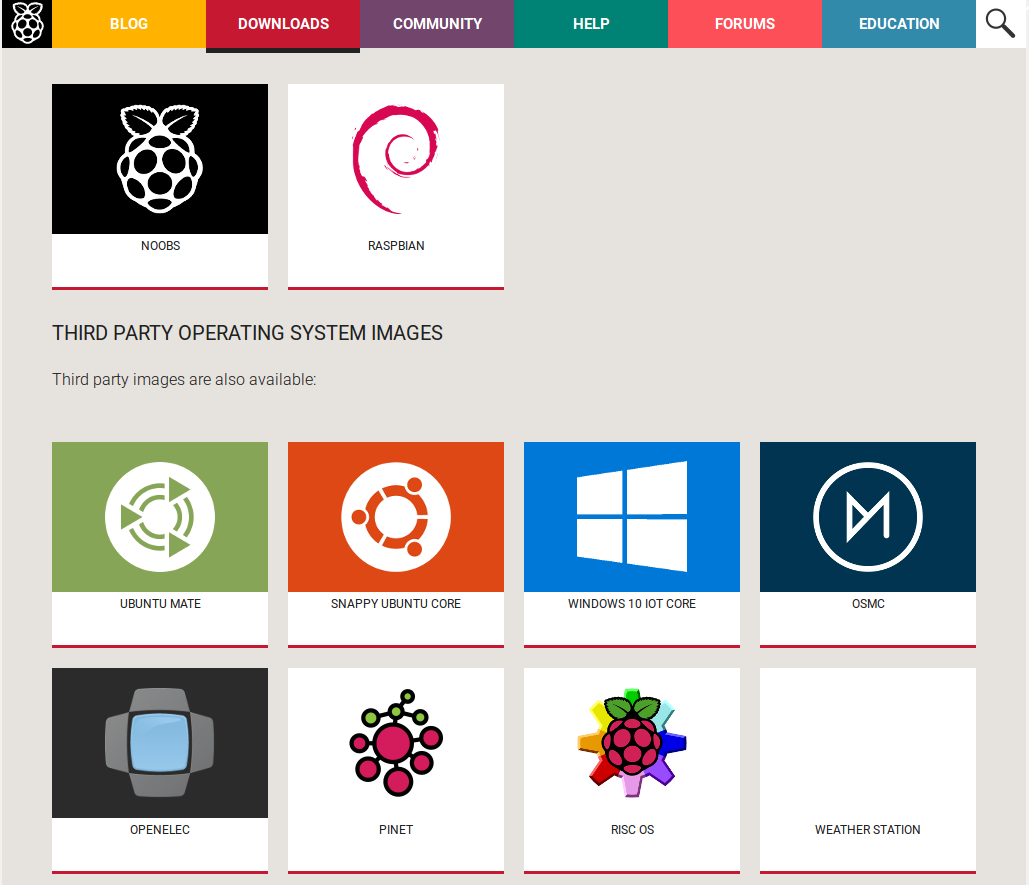 BLOG DOWNLOADS COMMUNITY HELP FORUMS EDUCATION
NOOBS RASPBIAN
THIRD PARTY OPERATING SYSTEM IMAGES
Third party images are also available:
UBUNTU MATE SNAPPY UBUNTU CORE WINDOWS 10 IOT CORE OSMC
OPENELEC PINET RISC OS WEATHER STATION